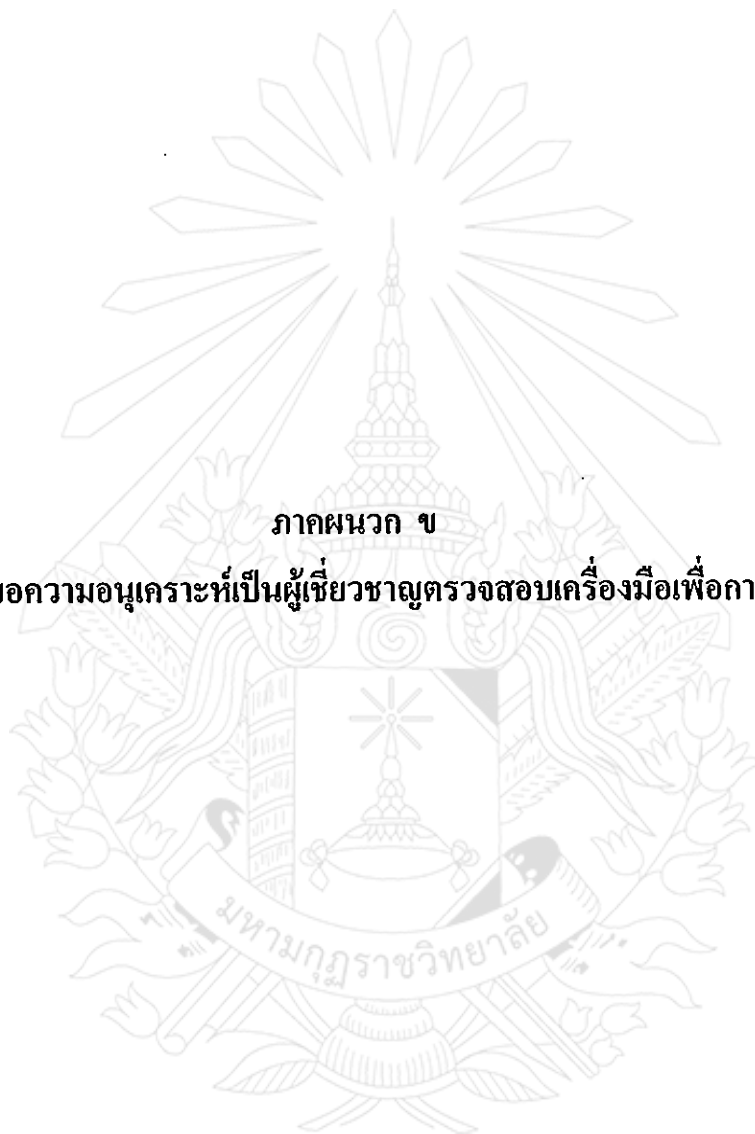 ภาคผนวก ข
ขอความอนุเคราะห์เป็นผู้เชี่ยวชาญตรวจสอบเครื่องมือเพื่อกา
มหามกุฏราชวิทยาลัย